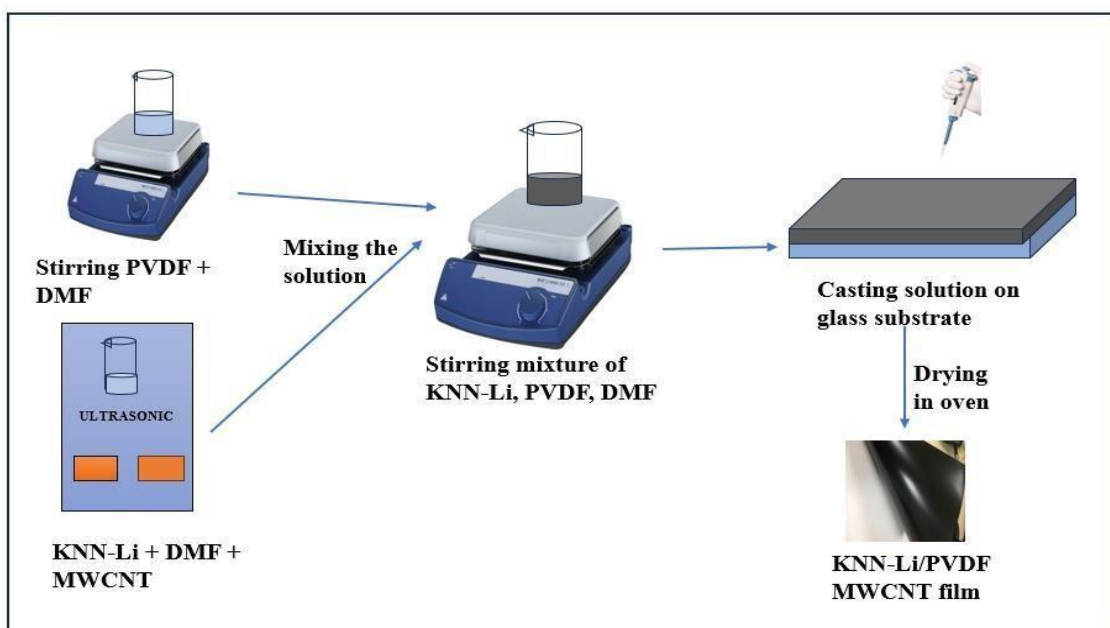 Stirring PVDF +
DMF
Mixing the
solution
ULTRASONIC
KNN-Li + DMF +
MWCNT
Stirring mixture of
KNN-Li, PVDF, DMF
Casting solution on
glass substrate
Drying
in oven
KNN-Li/PVDF
MWCNT film